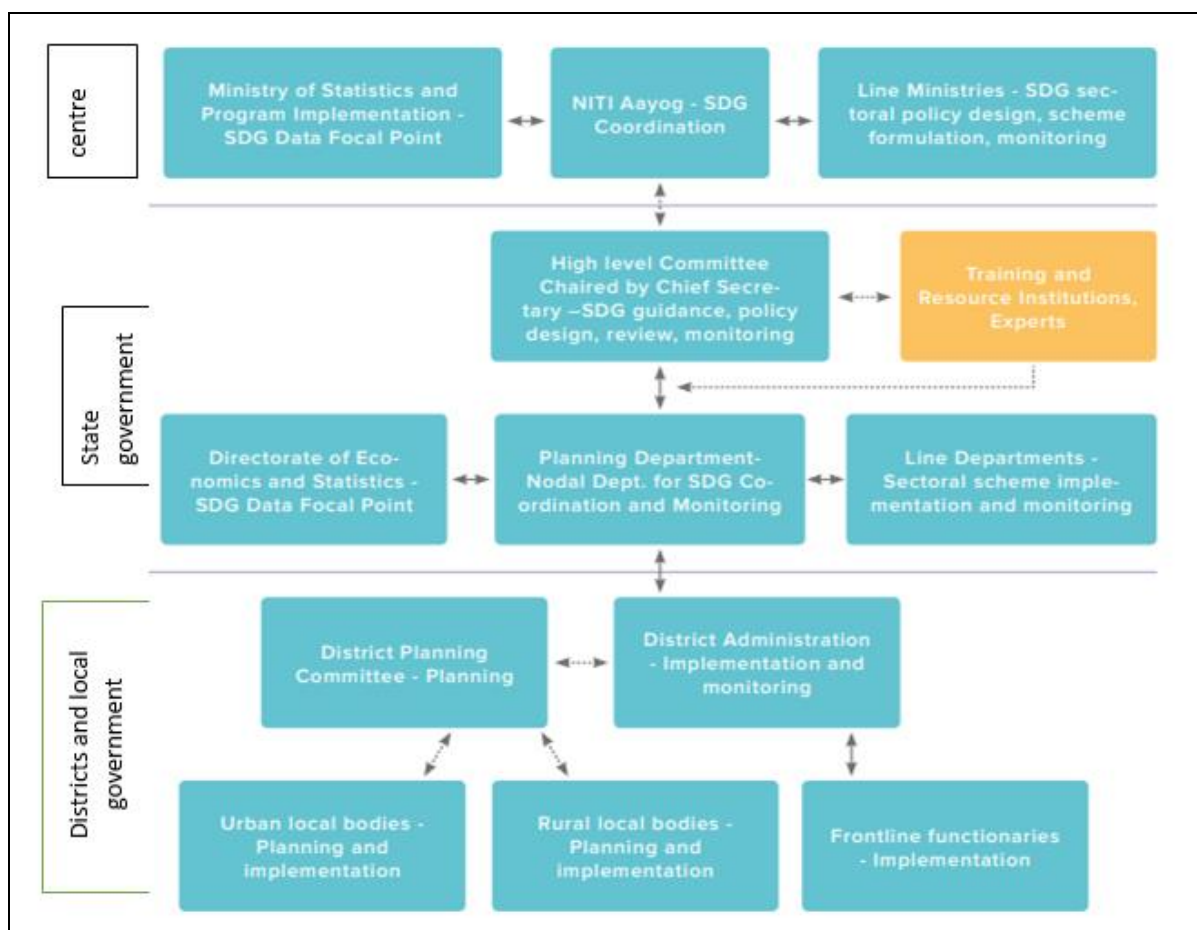 centre
Ministry of Statistics and
Program Implementation -
SDG Data Focal Point
NITI Aayog - SDG
Coordination
Line Ministries - SDG sec-
toral policy design, scheme
formulation, monitoring
State
government
High level Committee
Chaired by Chief Secre-
tary –SDG guidance, policy
design, review, monitoring
Training and
Resource Institutions,
Experts
Directorate of Eco-
nomics and Statistics -
SDG Data Focal Point
Planning Department-
Nodal Dept. for SDG Co-
ordination and Monitoring
Line Departments -
Sectoral scheme imple-
mentation and monitoring
Districts and local
government
District Planning
Committee - Planning
District Administration
- Implementation and
monitoring
Urban local bodies -
Planning and
implementation
Rural local bodies -
Planning and
implementation
Frontline functionaries
- Implementation